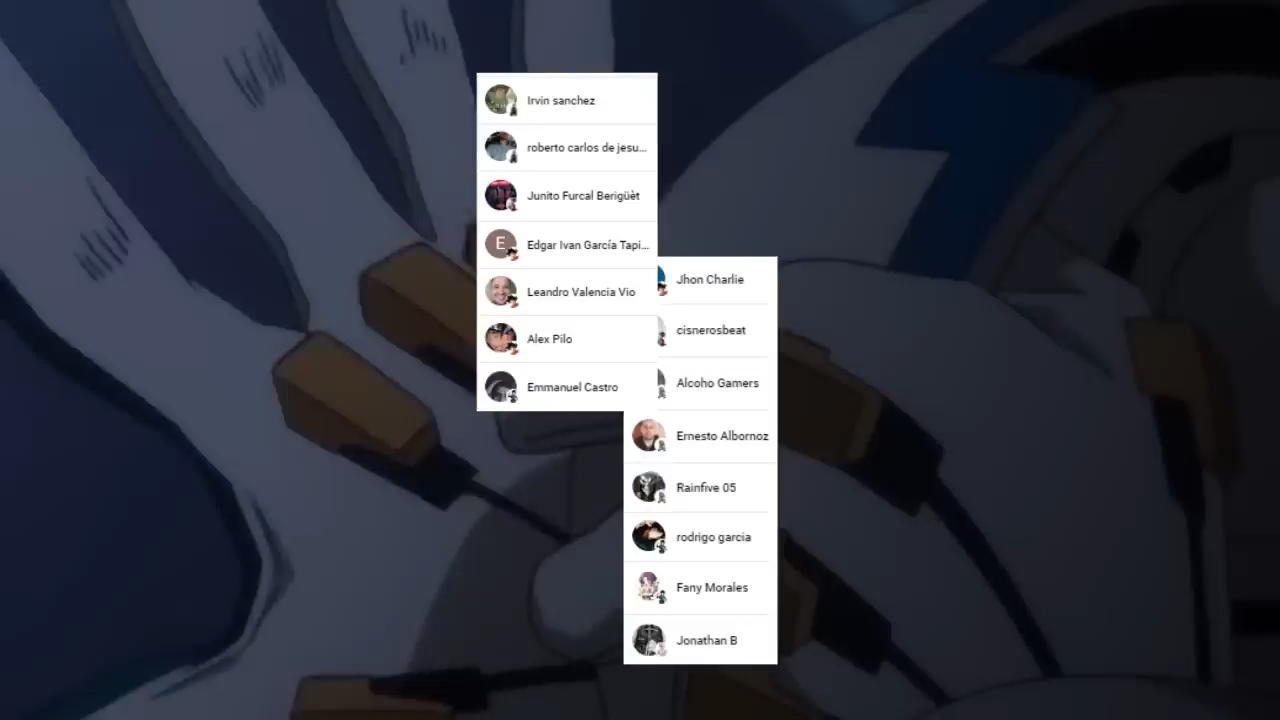 Irvin sanchez
roberto carlos de jesu...
Junito Furcal Berigüèt
E
Edgar Ivan García Tapi...
Leandro Valencia Vio
Alex Pilo
Emmanuel Castro
Jhon Charlie
cisnerosbeat
Alcoho Gamers
Ernesto Albornoz
Rainfive 05
rodrigo garcia
Fany Morales
Jonathan B